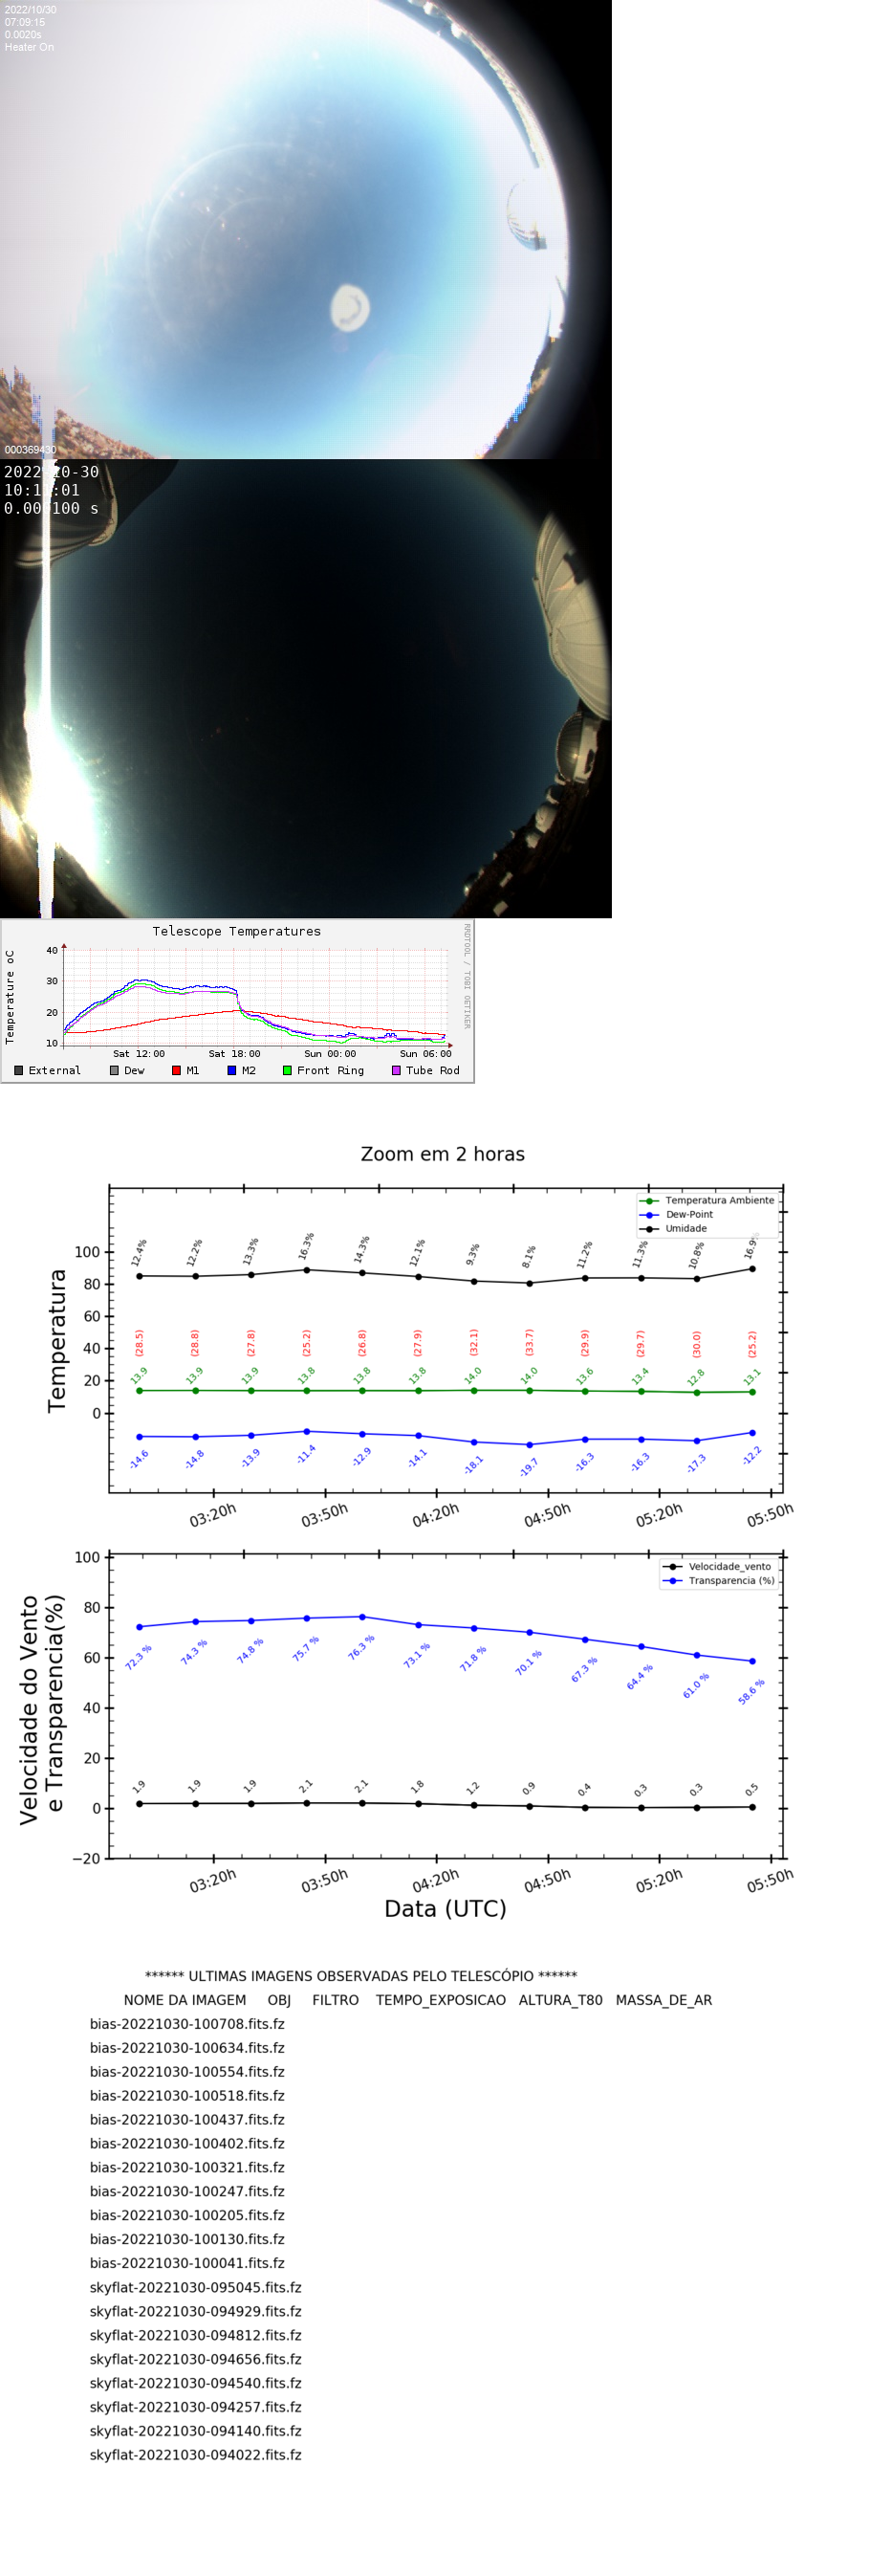 2022/10/30
07:09:15
0.0020s
Heater On
000369430
2022 0-30
10:1 :01
0.00 100 s
Telescope Temperatures
RRDTOOL / TOBI OETIKER
Temperature oC
40
30
20
10
Sat 12:00 Sat 18:00 Sun 00:00 Sun 06:00
External Dew M1 M2 Front Ring Tube Rod
Zoom em 2 horas
Temperatura Ambiente
Dew-Point
Umidade
Temperatura
100
80
60
40
20
0
12.4% 12.2% 13.3% 16.3% 14.3% 12.1% 9.3% 8.1% 11.2% 11.3% 10.8% 16.9%
(28.5) (28.8) (27.8) (25.2) (26.8) (27.9) (32.1) (33.7) (29.9) (29.7) (30.0) (25.2)
13.9 13.9 13.9 13.8 13.8 13.8 14.0 14.0 13.6 13.4 12.8 13.1
-14.6 -14.8 -13.9 -11.4 -12.9 -14.1 -18.1 -19.7 -16.3 -16.3 -17.3 -12.2
03:20h 03:50h 04:20h 04:50h 05:20h 05:50h
Velocidade_vento
Transparencia (%)
Velocidade do Vento
e Transparencia(%)
100
80
60
40
20
0
−20
72.3 % 74.3 % 74.8 % 75.7 % 76.3 % 73.1 % 71.8 % 70.1 % 67.3 % 64.4 % 61.0 % 58.6 %
1.9 1.9 1.9 2.1 2.1 1.8 1.2 0.9 0.4 0.3 0.3 0.5
03:20h 03:50h 04:20h 04:50h 05:20h 05:50h
Data (UTC)
****** ULTIMAS IMAGENS OBSERVADAS PELO TELESCÓPIO ******
NOME DA IMAGEM OBJ FILTRO TEMPO_EXPOSICAO ALTURA_T80 MASSA_DE_AR
bias-20221030-100708.fits.fz
bias-20221030-100634.fits.fz
bias-20221030-100554.fits.fz
bias-20221030-100518.fits.fz
bias-20221030-100437.fits.fz
bias-20221030-100402.fits.fz
bias-20221030-100321.fits.fz
bias-20221030-100247.fits.fz
bias-20221030-100205.fits.fz
bias-20221030-100130.fits.fz
bias-20221030-100041.fits.fz
skyflat-20221030-095045.fits.fz
skyflat-20221030-094929.fits.fz
skyflat-20221030-094812.fits.fz
skyflat-20221030-094656.fits.fz
skyflat-20221030-094540.fits.fz
skyflat-20221030-094257.fits.fz
skyflat-20221030-094140.fits.fz
skyflat-20221030-094022.fits.fz